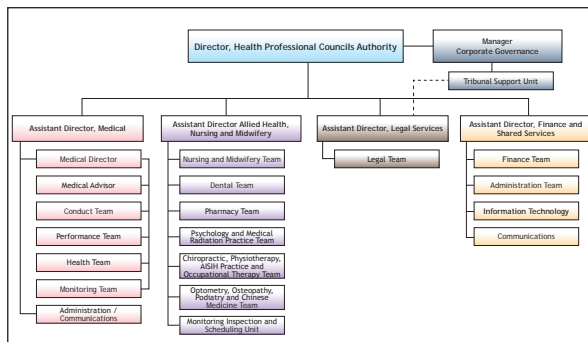 Director, Health Professional Councils Authority
Manager
Corporate Governance
Tribunal Support Unit
Assistant Director, Medical
Medical Director
Medical Advisor
Conduct Team
Performance Team
Health Team
Monitoring Team
Administration /
Communications
Assistant Director Allied Health,
Nursing and Midwifery
Nursing and Midwifery Team
Dental Team
Pharmacy Team
Psychology and Medical
Radiation Practice Team
Chiropractic, Physiotherapy,
AISIH Practice and
Occupational Therapy Team
Optometry, Osteopathy,
Podiatry and Chinese
Medicine Team
Monitoring Inspection and
Scheduling Unit
Assistant Director, Legal Services
Legal Team
Assistant Director, Finance and
Shared Services
Finance Team
Administration Team
Information Technology
Communications